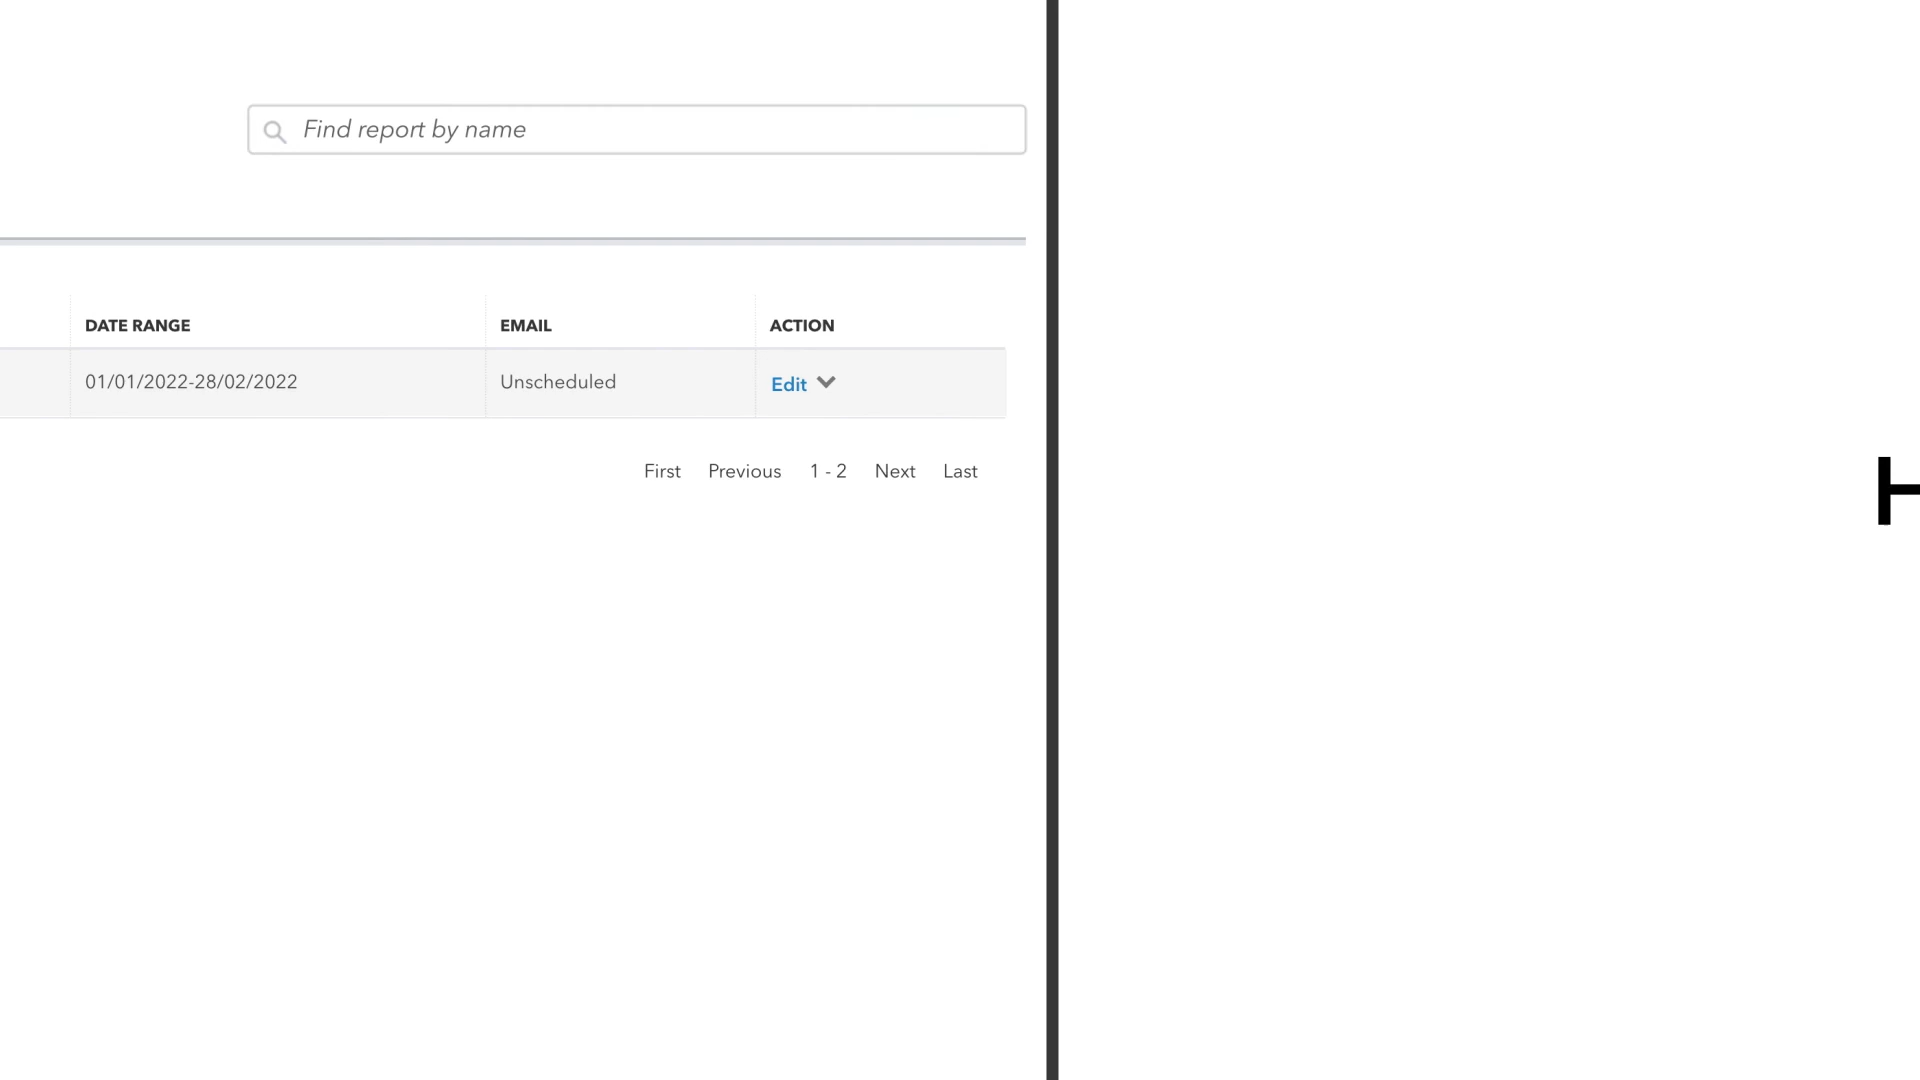 Find report by name
DATE RANGE EMAIL ACTION
01/01/2022-28/02/2022 Unscheduled Edit
First Previous 1 - 2 Next Last